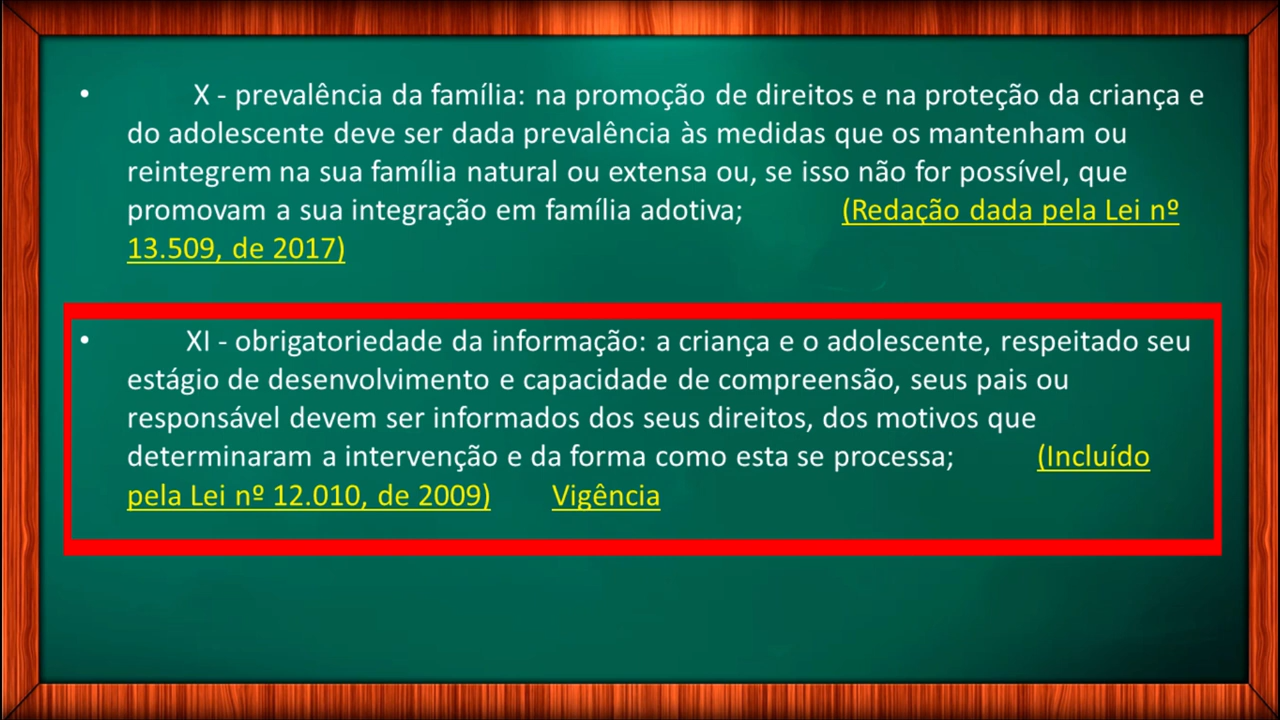 • X - prevalência da família: na promoção de direitos e na proteção da criança e
do adolescente deve ser dada prevalência às medidas que os mantenham ou
reintegrem na sua família natural ou extensa ou, se isso não for possível, que
promovam a sua integração em família adotiva; (Redação dada pela Lei nº
13.509, de 2017)
• XI - obrigatoriedade da informação: a criança e o adolescente, respeitado seu
estágio de desenvolvimento e capacidade de compreensão, seus pais ou
responsável devem ser informados dos seus direitos, dos motivos que
determinaram a intervenção e da forma como esta se processa; (Incluído
pela Lei nº 12.010, de 2009) Vigência